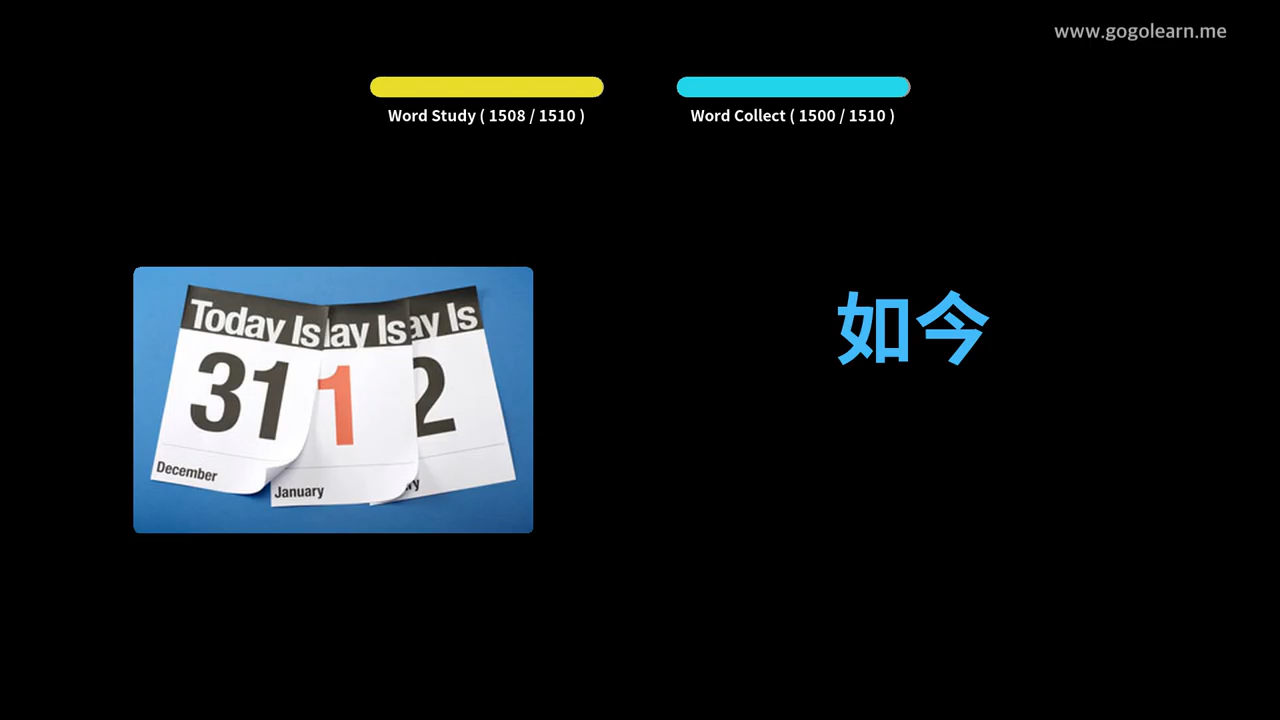 www.gogolearn.me
Word Study ( 1508 / 1510 )
Word Collect ( 1500 / 1510 )
Today Is
ay Is
ay Is
31
1
2
December
January
ry
如今